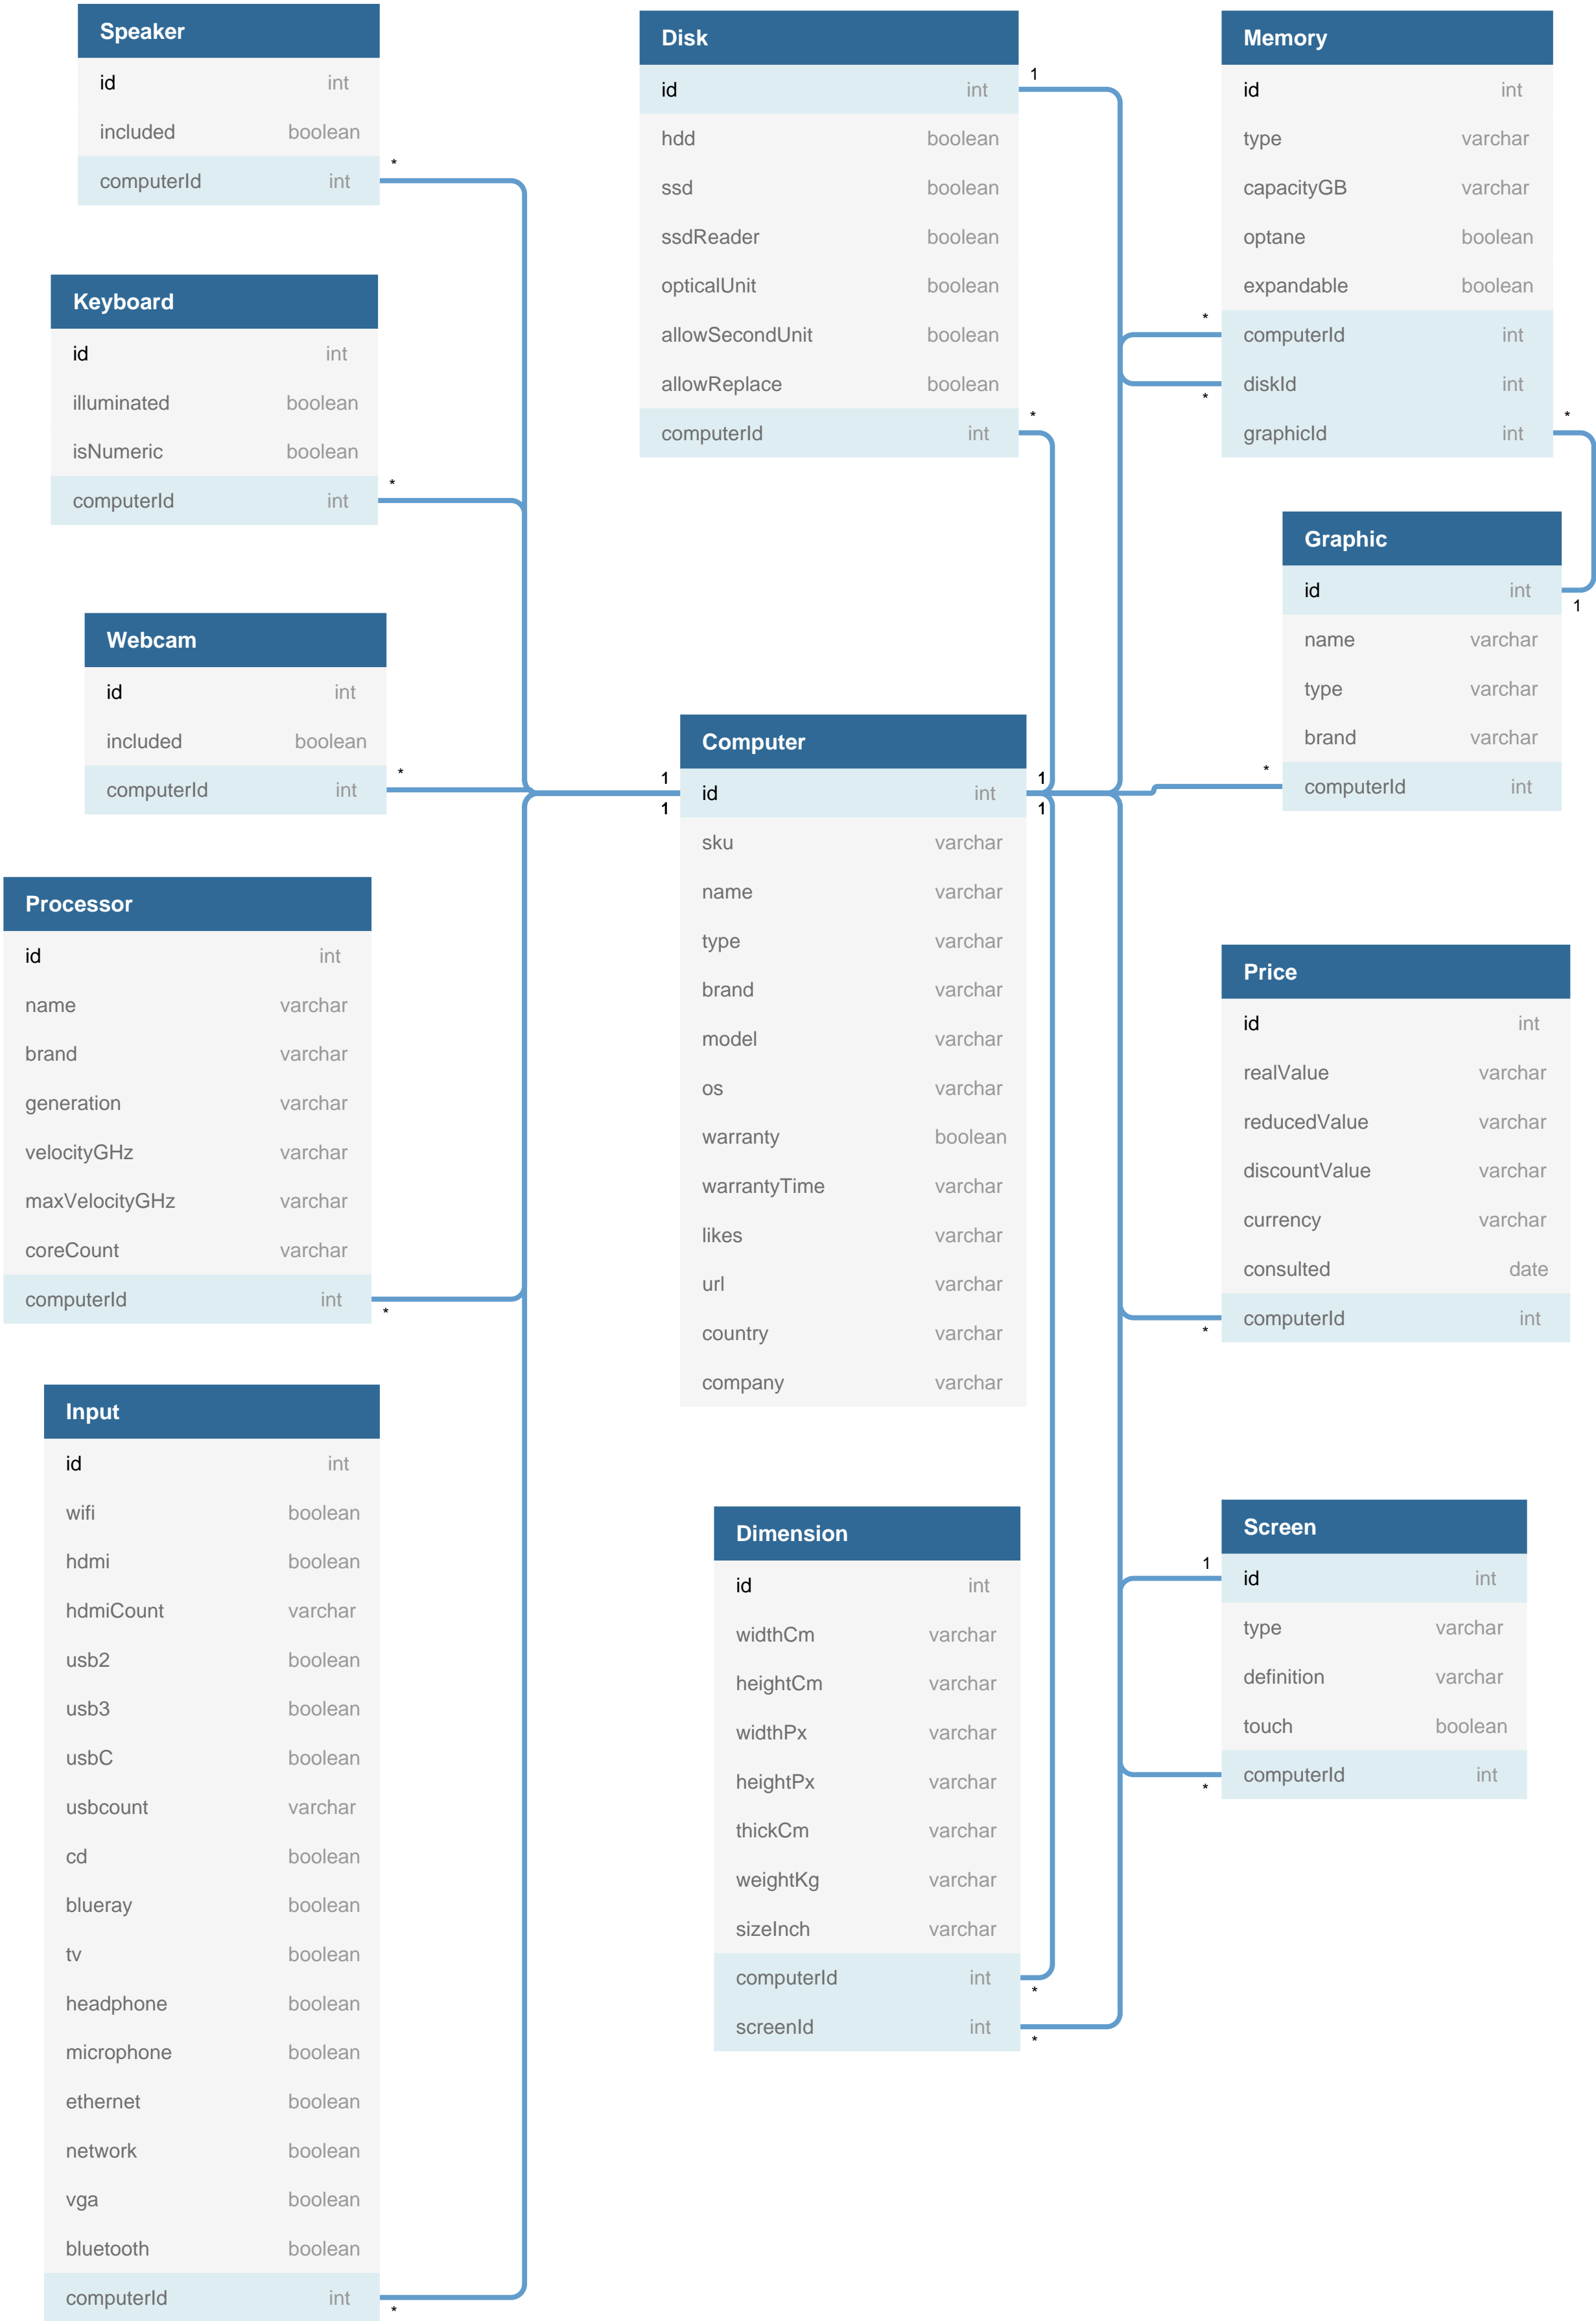 Speaker
id int
included boolean
computerId int
*
Keyboard
id int
illuminated boolean
isNumeric boolean
computerId int
*
Webcam
id int
included boolean
computerId int
*
Processor
id int
name varchar
brand varchar
generation varchar
velocityGHz varchar
maxVelocityGHz varchar
coreCount varchar
computerId int
*
Input
id int
wifi boolean
hdmi boolean
hdmiCount varchar
usb2 boolean
usb3 boolean
usbC boolean
usbcount varchar
cd boolean
blueray boolean
tv boolean
headphone boolean
microphone boolean
ethernet boolean
network boolean
vga boolean
bluetooth boolean
computerId int
*
Disk
1
id int
hdd boolean
ssd boolean
ssdReader boolean
opticalUnit boolean
allowSecondUnit boolean
allowReplace boolean
*
computerId int
Computer
1 1
id int
1 1
sku varchar
name varchar
type varchar
brand varchar
model varchar
os varchar
warranty boolean
warrantyTime varchar
likes varchar
url varchar
country varchar
company varchar
Dimension
id int
widthCm varchar
heightCm varchar
widthPx varchar
heightPx varchar
thickCm varchar
weightKg varchar
sizeInch varchar
computerId int
*
screenId int
*
Memory
id int
type varchar
capacityGB varchar
optane boolean
expandable boolean
*
computerId int
diskId int
* *
graphicId int
Graphic
id int
1
name varchar
type varchar
brand varchar
*
computerId int
Price
id int
realValue varchar
reducedValue varchar
discountValue varchar
currency varchar
consulted date
computerId int
*
Screen
1
id int
type varchar
definition varchar
touch boolean
computerId int
*